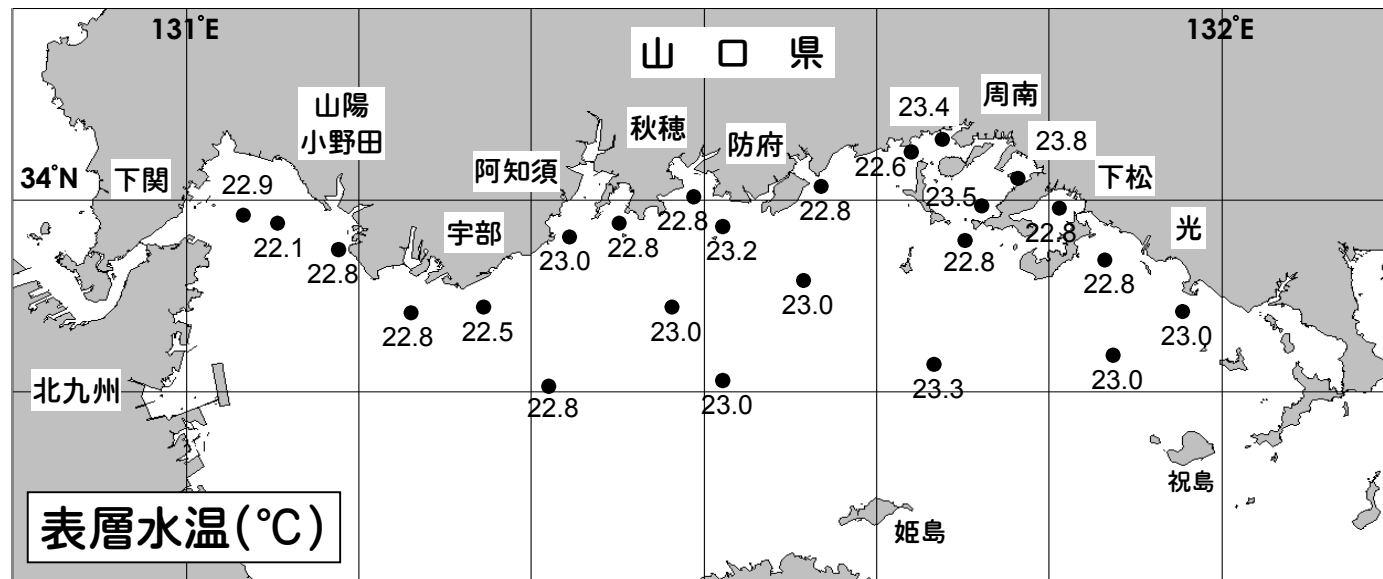 131°E
132°E
山口県
周南
23.4
山陽
小野田
秋穂
防府
23.8
22.6
下松
阿知須
34°N
下関
22.9
23.5
22.8
22.8
22.8
光
宇部
22.1
22.8
23.0
22.8
23.2
22.8
22.8
23.0
22.8
22.5
23.0
23.0
北九州
22.8
23.0
23.3
23.0
祝島
姫島
表層水温(℃)